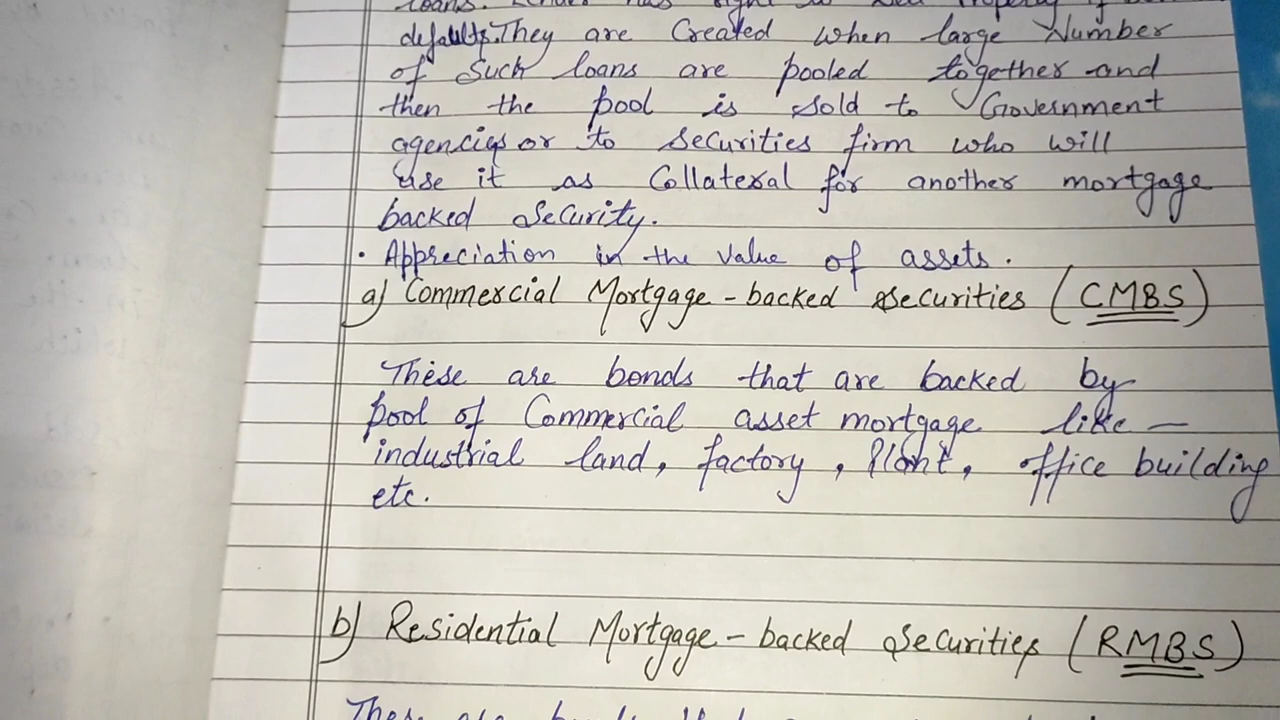 loans.
defaults. They are Created when large Number
of Such loans are pooled together and
then the pool is sold to Government
agencies or to securities firm who will
use it as Collateral for another mortgage
backed Security.
· Appreciation in the value of assets.
a) Commercial Mortgage-backed securities (CMBS)
These are bonds that are backed by
pool of Commercial asset mortgage like —
industrial land, factory, Plant, office building
etc.
b) Residential Mortgage-backed Securities (RMBS)
These are